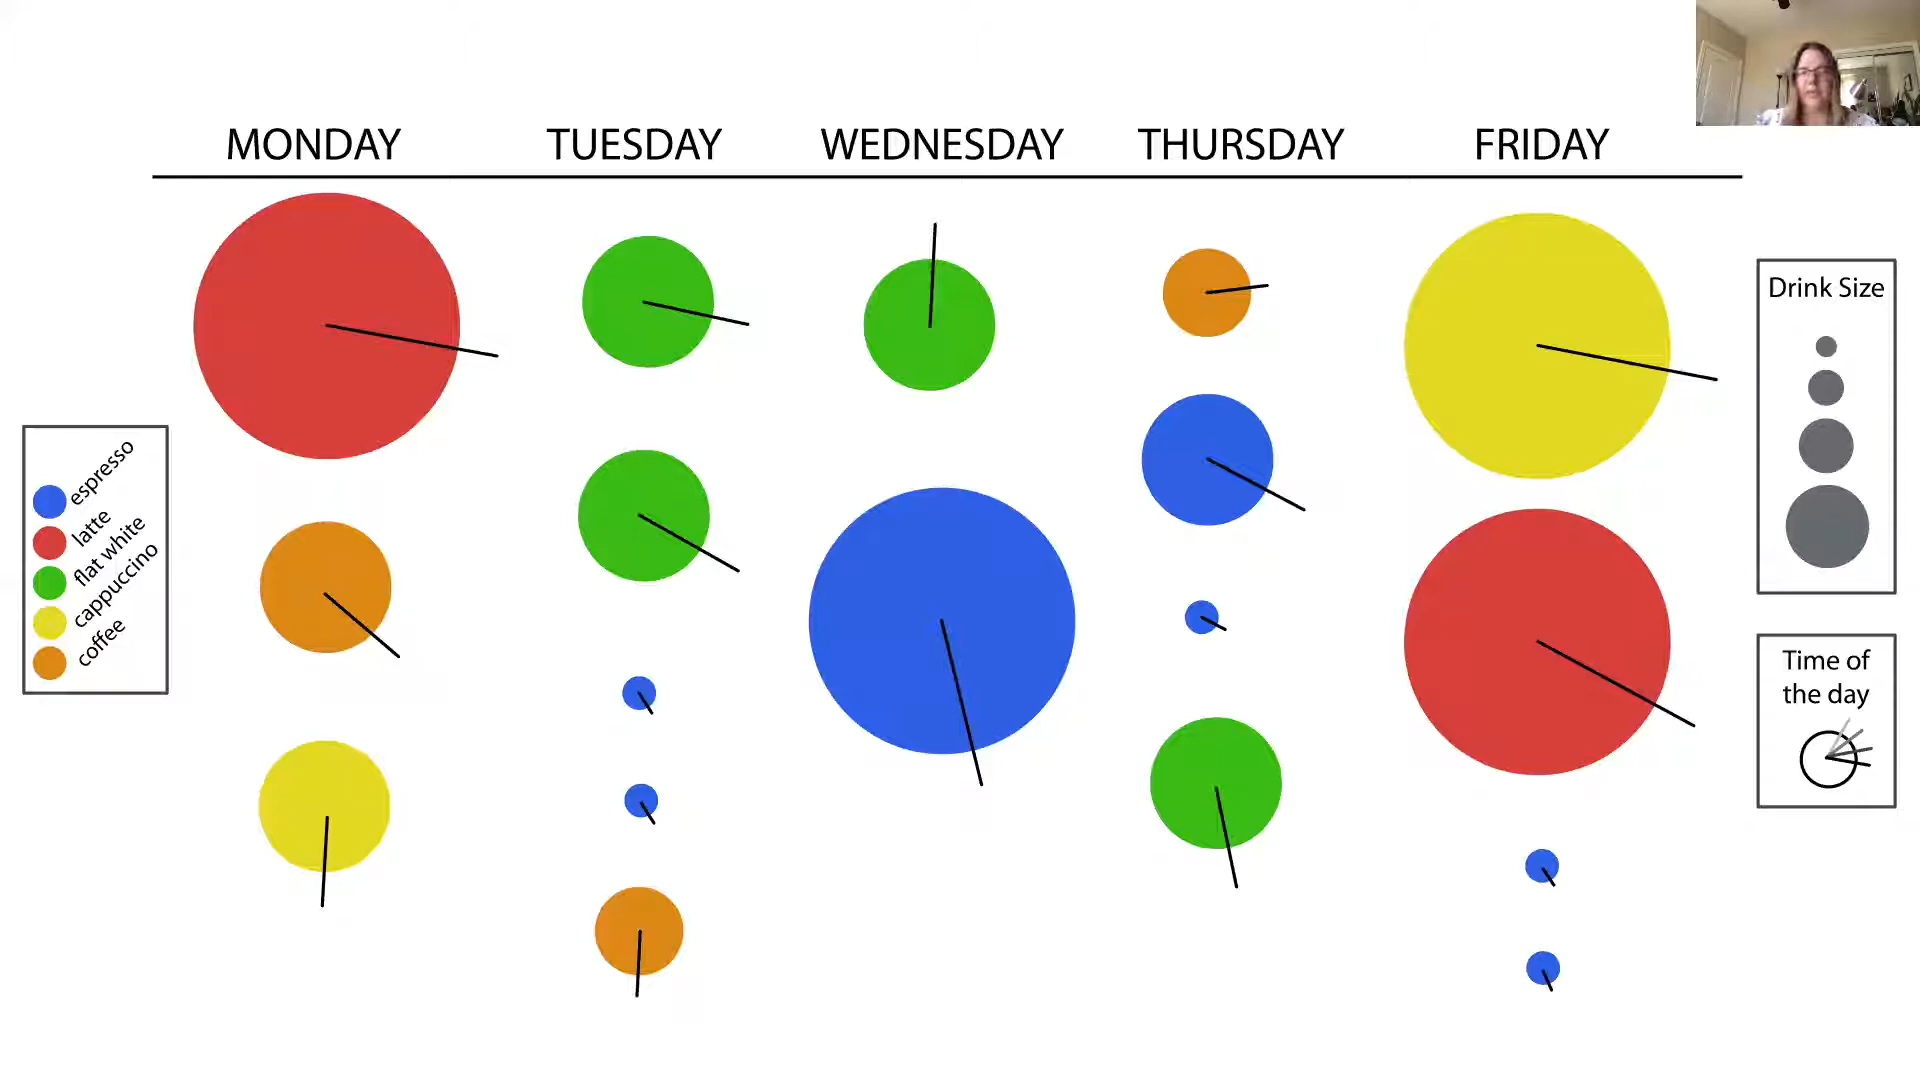 MONDAY TUESDAY WEDNESDAY THURSDAY FRIDAY
espresso
latte
flat white
cappuccino
coffee
Drink Size
Time of
the day